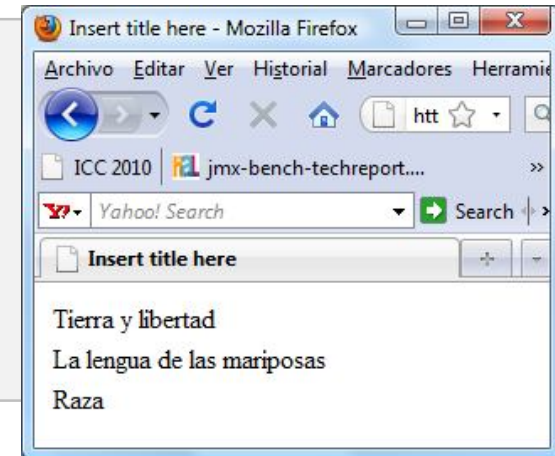 Insert title here - Mozilla Firefox
Archivo Editar Ver Historial Marcadores
htt
ICC 2010 jmx-bench-techreport.... »
Yahoo! Search Search
Insert title here
Tierra y libertad
La lengua de las mariposas
Raza